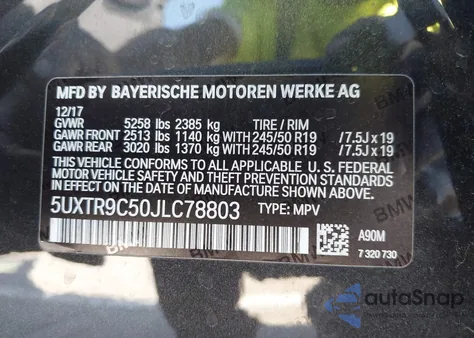 MFD BY BAYERISCHE MOTOREN WERKE AG
12/17
GVWR 5258 lbs 2385 kg TIRE / RIM
GAWR FRONT 2513 lbs 1140 kg WITH 245/50 R19 /7.5J x 19
GAWR REAR 3020 lbs 1370 kg WITH 245/50 R19 /7.5J x 19
THIS VEHICLE CONFORMS TO ALL APPLICABLE U.S. FEDERAL
MOTOR VEHICLE SAFETY, BUMPER, AND THEFT PREVENTION STANDARDS
IN EFFECT ON THE DATE OF MANUFACTURE SHOWN ABOVE.
5UXTR9C50JLC78803 TYPE: MPV
A90M
7 320 730
autoSnap